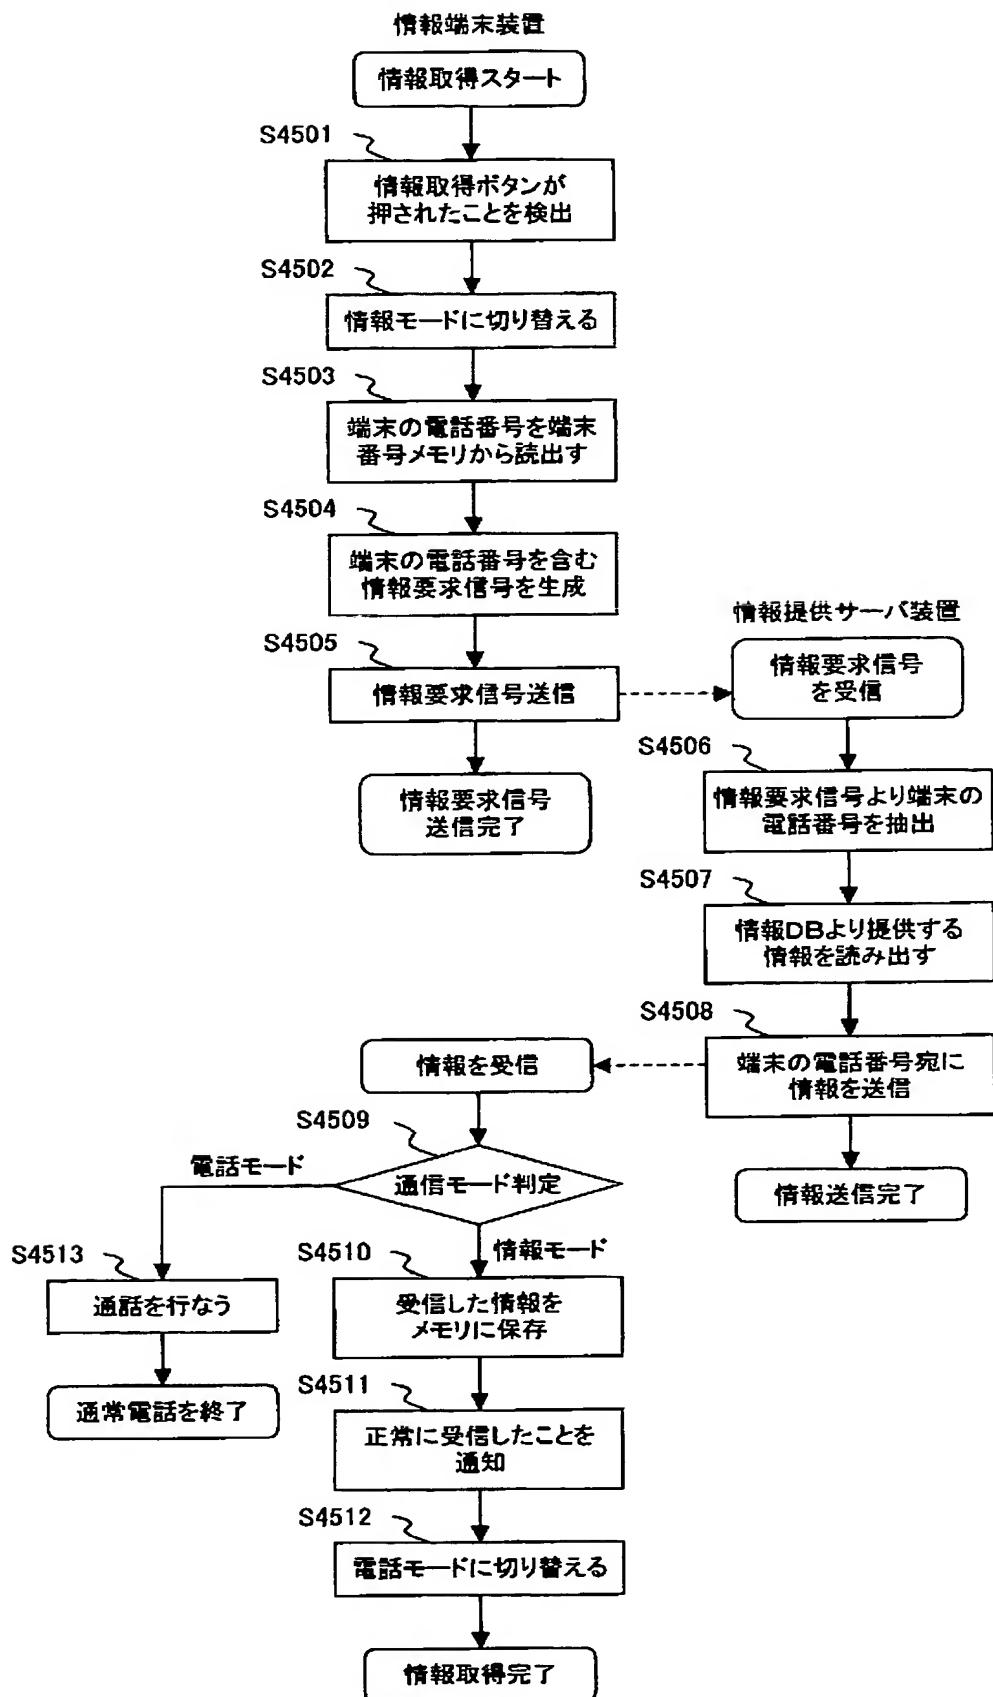 情報端末装置
情報取得スタート
S4501
情報取得ボタンが
押されたことを検出
S4502
情報モードに切り替える
S4503
端末の電話番号を端末
番号メモリから読出す
S4504
端末の電話番号を含む
情報要求信号を生成
S4505
情報要求信号送信
情報要求信号
送信完了
情報提供サーバ装置
情報要求信号
を受信
S4506
情報要求信号より端末の
電話番号を抽出
S4507
情報DBより提供する
情報を読み出す
S4508
端末の電話番号宛に
情報を送信
情報送信完了
情報を受信
S4509
通信モード判定
電話モード
情報モード
S4513
通話を行なう
通常電話を終了
S4510
受信した情報を
メモリに保存
S4511
正常に受信したことを
通知
S4512
電話モードに切り替える
情報取得完了